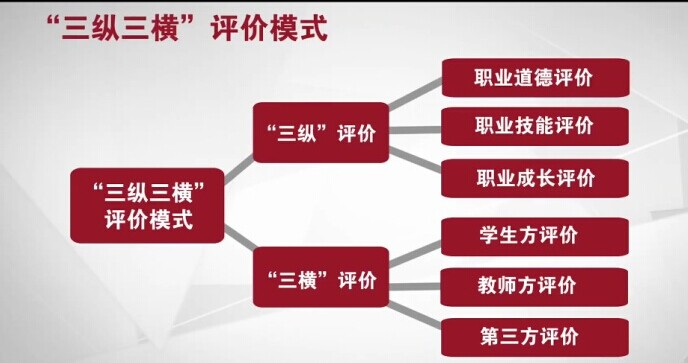 “三纵三横”评价模式
“三纵三横”
评价模式
“三纵”评价
职业道德评价
职业技能评价
职业成长评价
“三横”评价
学生方评价
教师方评价
第三方评价